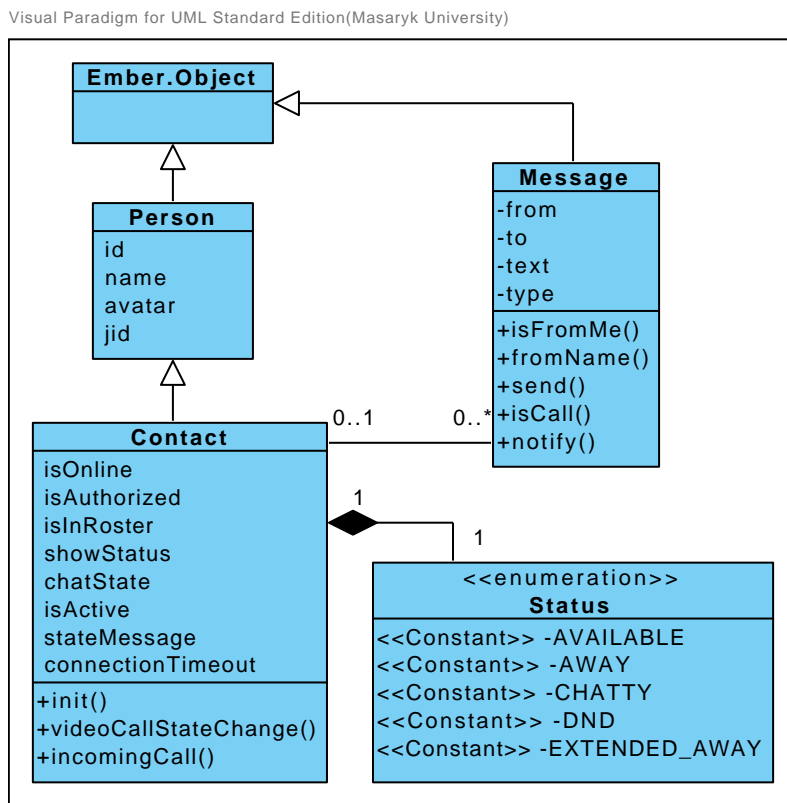 Visual Paradigm for UML Standard Edition(Masaryk University)
Ember.Object
Message
-from
-to
-text
-type
+isFromMe()
+fromName()
+send()
+isCall()
+notify()
Person
id
name
avatar
jid
0..1
0..*
Contact
isOnline
isAuthorized
isInRoster
showStatus
chatState
isActive
stateMessage
connectionTimeout
+init()
+videoCallStateChange()
+incomingCall()
1
1
<<enumeration>>
Status
<<Constant>> -AVAILABLE
<<Constant>> -AWAY
<<Constant>> -CHATTY
<<Constant>> -DND
<<Constant>> -EXTENDED_AWAY